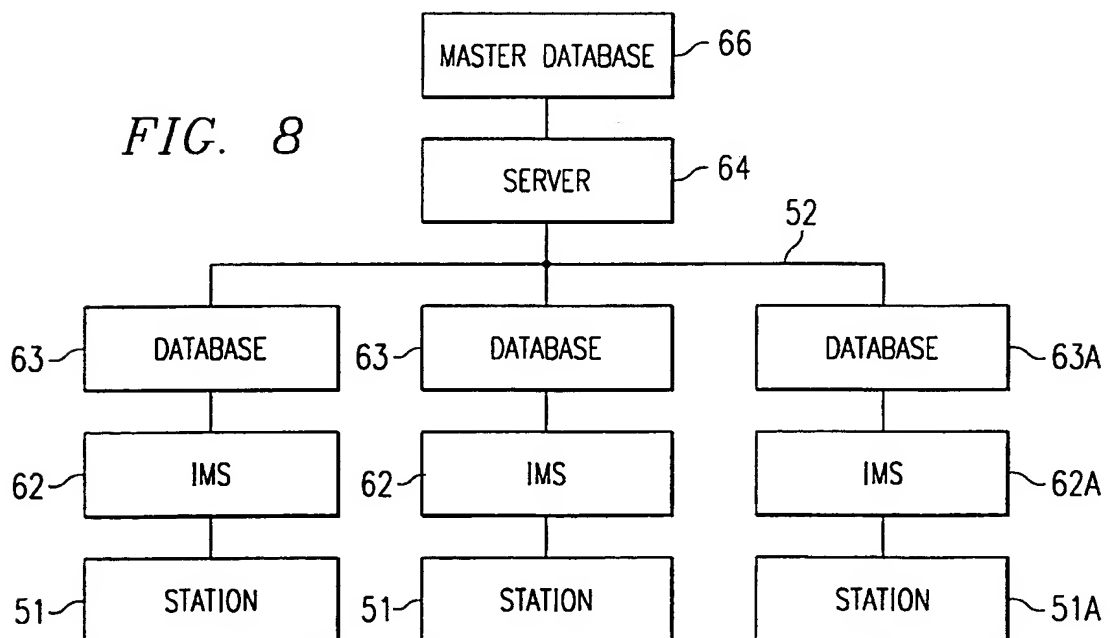 MASTER DATABASE
66
FIG. 8
SERVER
64
52
63
DATABASE
63
DATABASE
DATABASE
63A
62
IMS
62
IMS
IMS
62A
51
STATION
51
STATION
STATION
51A